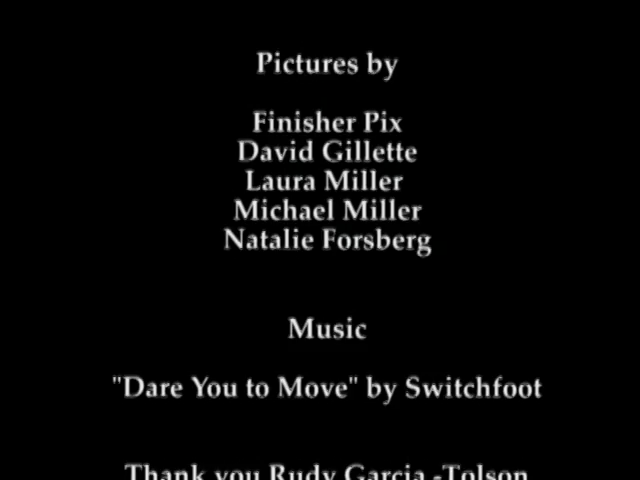 Pictures by
Finisher Pix
David Gillette
Laura Miller
Michael Miller
Natalie Forsberg
Music
"Dare You to Move" by Switchfoot
Thank you Rudy Garcia -Tolson